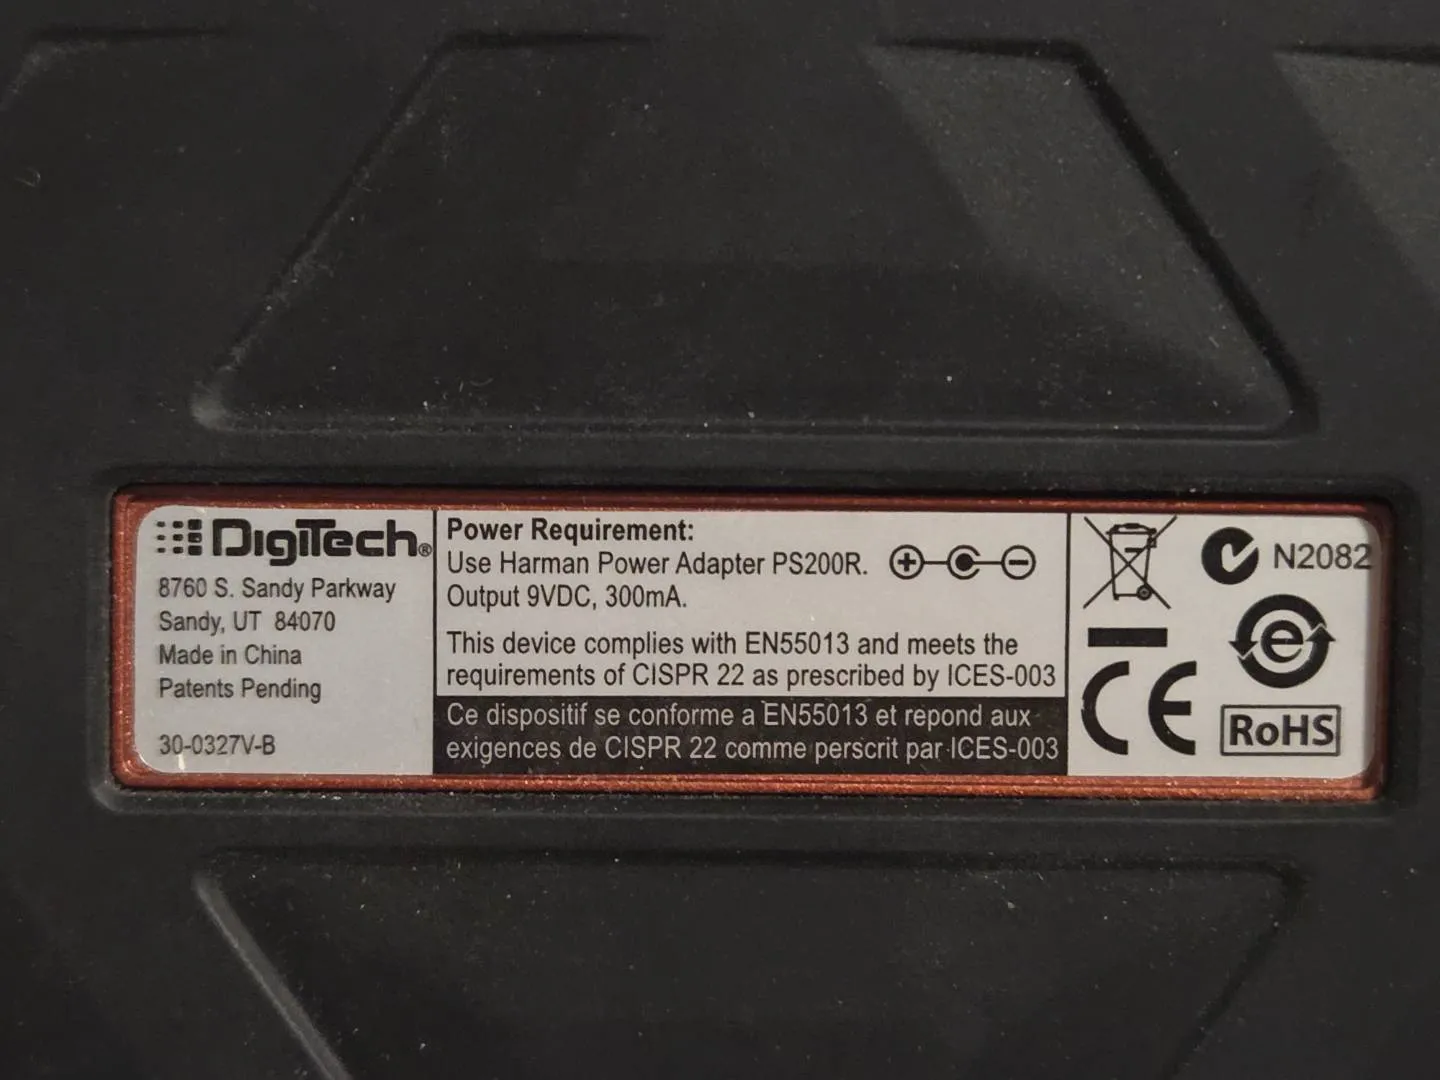 DigiTech®
8760 S. Sandy Parkway
Sandy, UT 84070
Made in China
Patents Pending
30-0327V-B
Power Requirement:
Use Harman Power Adapter PS200R.
Output 9VDC, 300mA.
This device complies with EN55013 and meets the
requirements of CISPR 22 as prescribed by ICES-003
Ce dispositif se conforme a EN55013 et repond aux
exigences de CISPR 22 comme perscrit par ICES-003
N2082
CE
e
RoHS